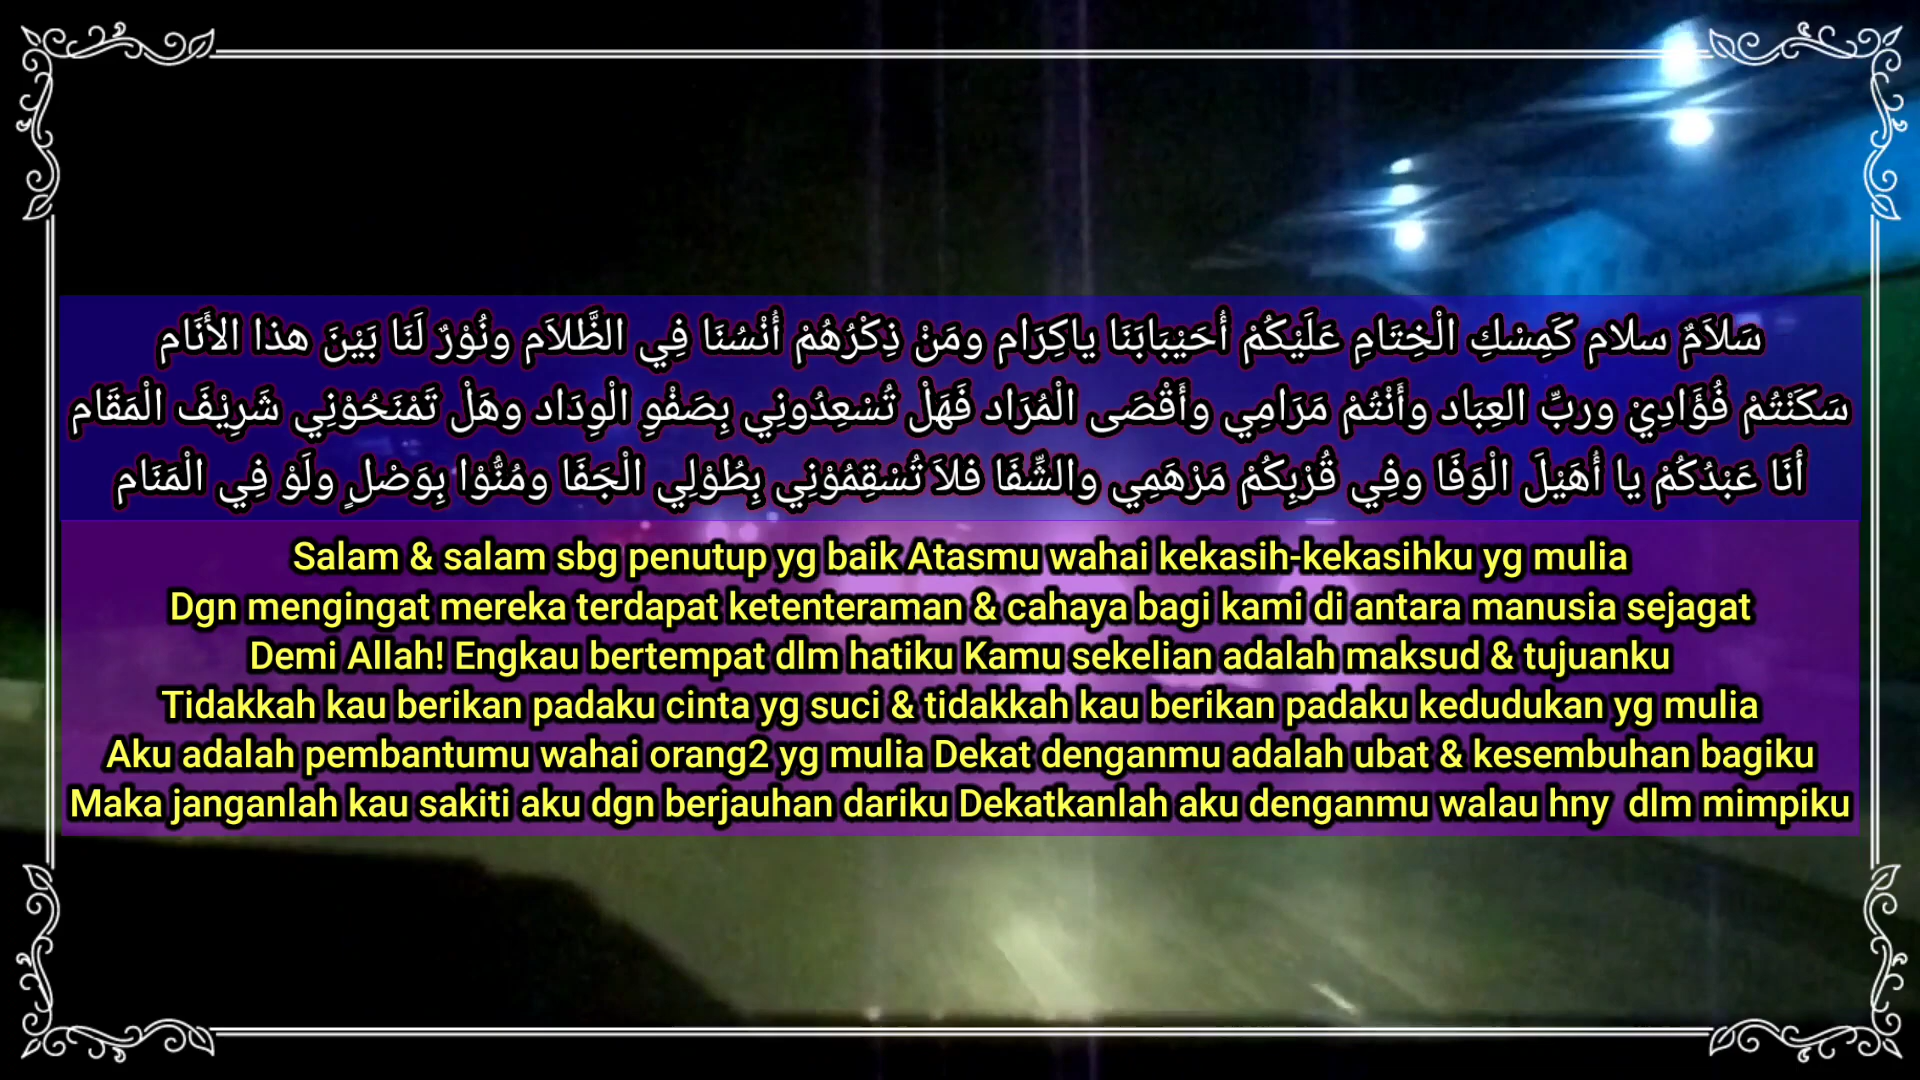 سَلاَمٌ سلام كَمِسْكِ الْخِتَامِ عَلَيْكُمْ أُحَيْبَابَنَا ياكِرَام ومَنْ ذِكْرُهُمْ أُنْسُنَا فِي الظَّلاَم ونُوْرٌ لَنَا بَيْنَ هذا الأَنَام
سَكَنْتُمْ فُؤَادِيْ وربِّ العِبَاد وأَنْتُمْ مَرَامِي وأَقْصَى الْمُرَاد فَهَلْ تُسْعِدُونِي بِصَفْوِ الْوِدَاد وهَلْ تَمْنَحُوْنِي شَرِيْفَ الْمَقَام
أنَا عَبْدُكُمْ يا أُهَيْلَ الْوَفَا وفِي قُرْبِكُمْ مَرْهَمِي والشِّفَا فلاَ تُسْقِمُوْنِي بِطُوْلِي الْجَفَا ومُنُّوْا بِوَصْلٍ ولَوْ فِي الْمَنَام
Salam & salam sbg penutup yg baik Atasmu wahai kekasih-kekasihku yg mulia
Dgn mengingat mereka terdapat ketenteraman & cahaya bagi kami di antara manusia sejagat
Demi Allah! Engkau bertempat dlm hatiku Kamu sekelian adalah maksud & tujuanku
Tidakkah kau berikan padaku cinta yg suci & tidakkah kau berikan padaku kedudukan yg mulia
Aku adalah pembantumu wahai orang2 yg mulia Dekat denganmu adalah ubat & kesembuhan bagiku
Maka janganlah kau sakiti aku dgn berjauhan dariku Dekatkanlah aku denganmu walau hny  dlm mimpiku